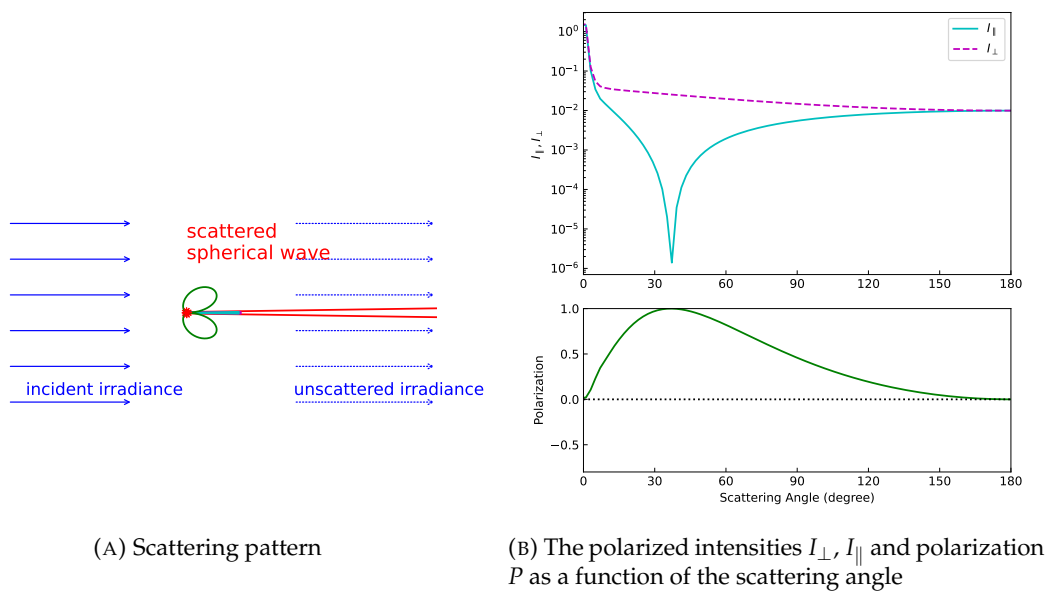 scattered
spherical wave
incident irradiance
unscattered irradiance
(A) Scattering pattern
10⁰
10⁻¹
10⁻²
10⁻³
10⁻⁴
10⁻⁵
10⁻⁶
I∥, I⊥
I∥
I⊥
0 30 60 90 120 150 180
1.0
0.5
0.0
−0.5
Polarization
0 30 60 90 120 150 180
Scattering Angle (degree)
(B) The polarized intensities I⊥, I∥ and polarization
P as a function of the scattering angle